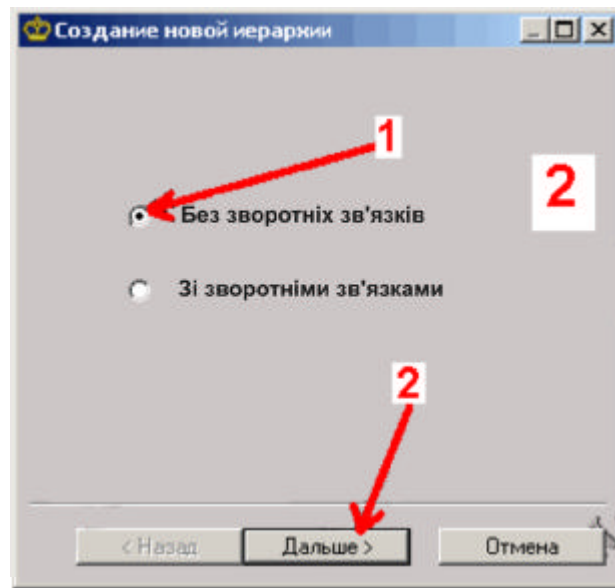 Создание новой иерархии
1
2
Без зворотніх зв'язків
Зі зворотніми зв'язками
2
< Назад Дальше > Отмена